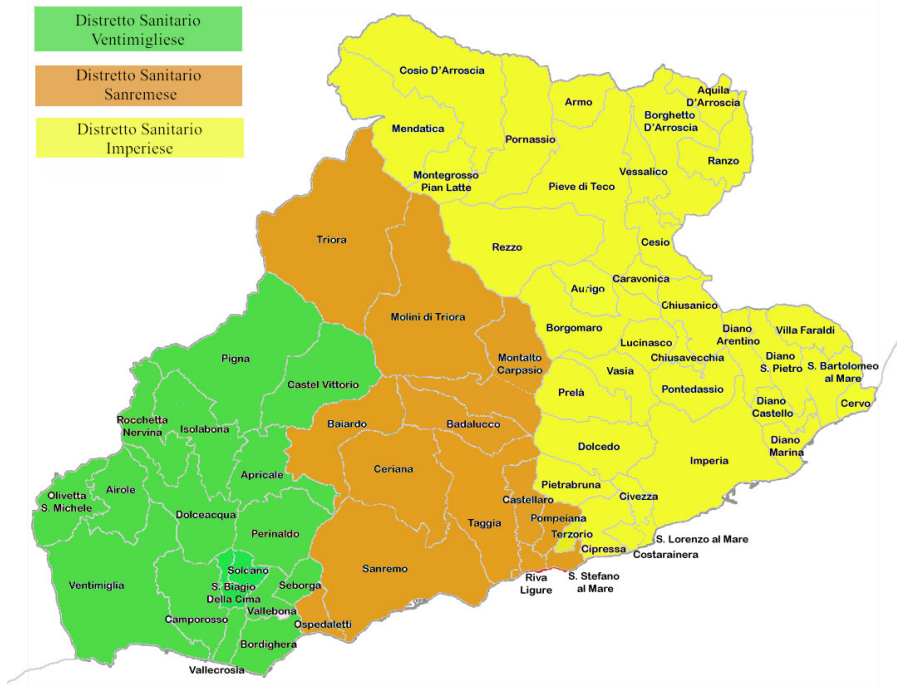 Distretto Sanitario
Ventimigliese
Distretto Sanitario
Sanremese
Distretto Sanitario
Imperiese
Cosio D'Arroscia
Armo
Aquila
D'Arroscia
Borghetto
D'Arroscia
Mendatica
Pornassio
Ranzo
Montegrosso
Pian Latte
Vessalico
Pieve di Teco
Triora
Rezzo
Cesio
Caravonica
Aurigo
Chiusanico
Molini di Triora
Borgomaro
Diano
Arentino
Villa Faraldi
Lucinasco
Montalto
Carpasio
Chiusavecchia
Pigna
Diano
S. Pietro
S. Bartolomeo
al Mare
Vasia
Castel Vittorio
Prelà
Pontedassio
Cervo
Diano
Castello
Rocchetta
Nervina
Isolabona
Baiardo
Badalucco
Diano
Marina
Dolcedo
Imperia
Ceriana
Apricale
Pietrabruna
Airole
Olivetta
S. Michele
Civezza
Castellaro
Dolceacqua
Taggia
Pompeiana
Perinaldo
Terzorio
S. Lorenzo al Mare
Cipressa
Costarainera
Soldano
Sanremo
Ventimiglia
Seborga
S. Biagio
Della Cima
Riva
Ligure
S. Stefano
al Mare
Vallebona
Camporosso
Ospedaletti
Bordighera
Vallecrosia